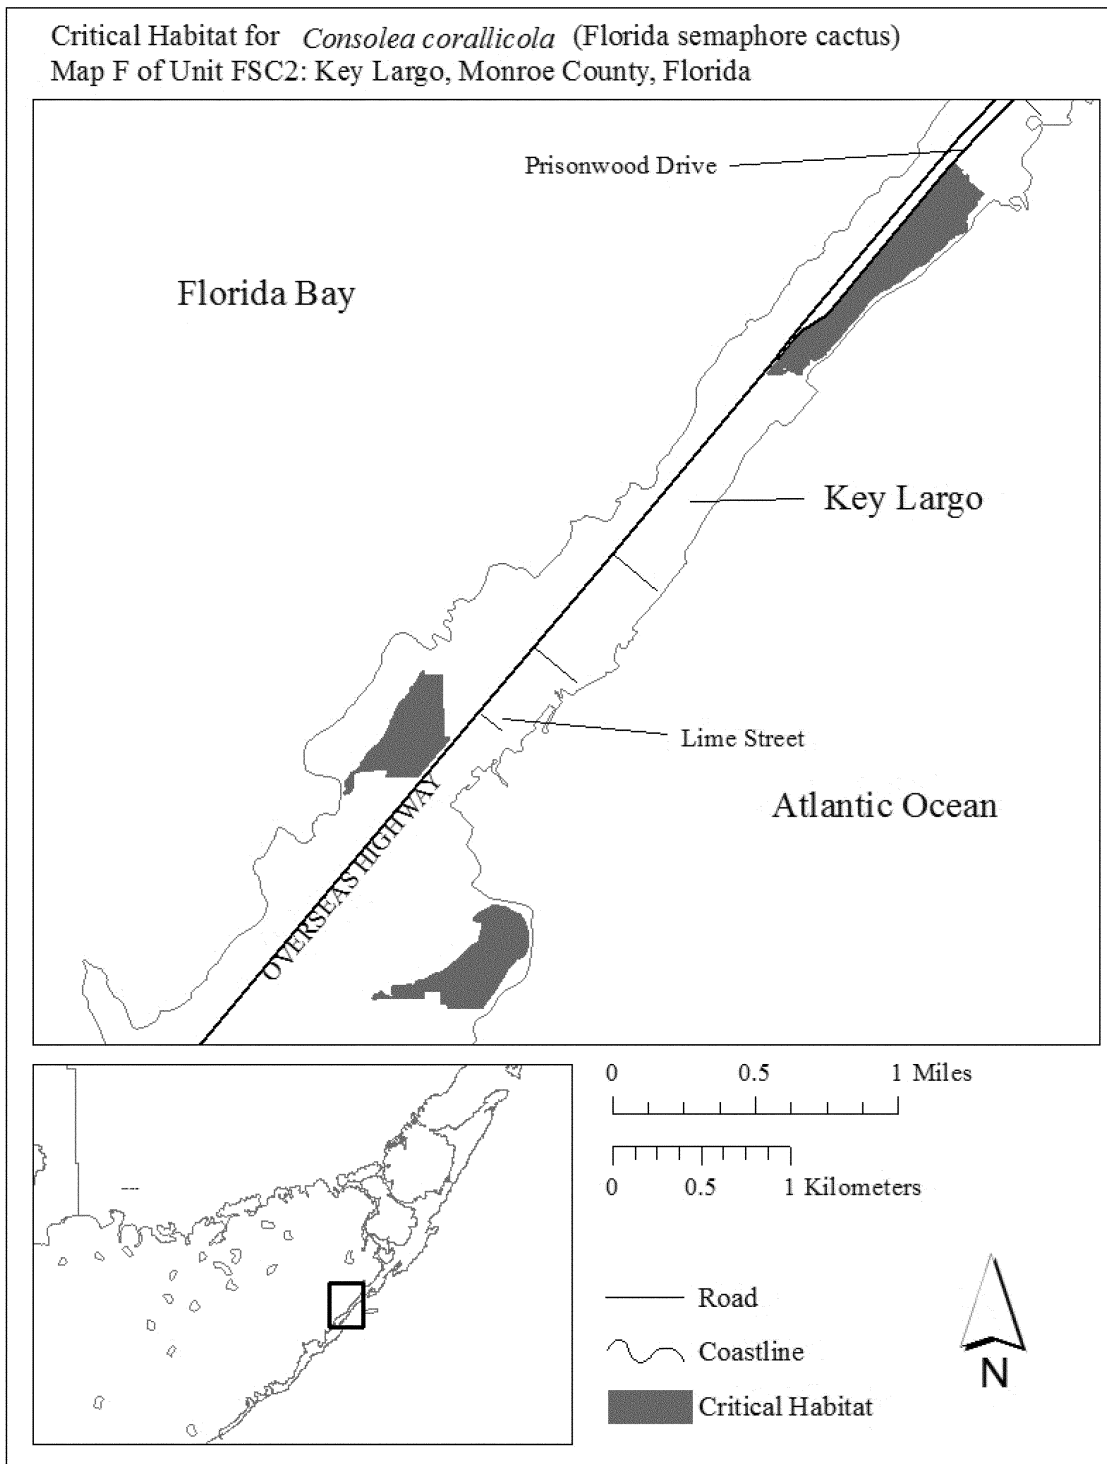 Critical Habitat for Consolea corallicola (Florida semaphore cactus)
Map F of Unit FSC2: Key Largo, Monroe County, Florida
Prisonwood Drive
Florida Bay
Key Largo
Lime Street
Atlantic Ocean
OVERSEAS HIGHWAY
0 0.5 1 Miles
0 0.5 1 Kilometers
Road
Coastline
Critical Habitat
N